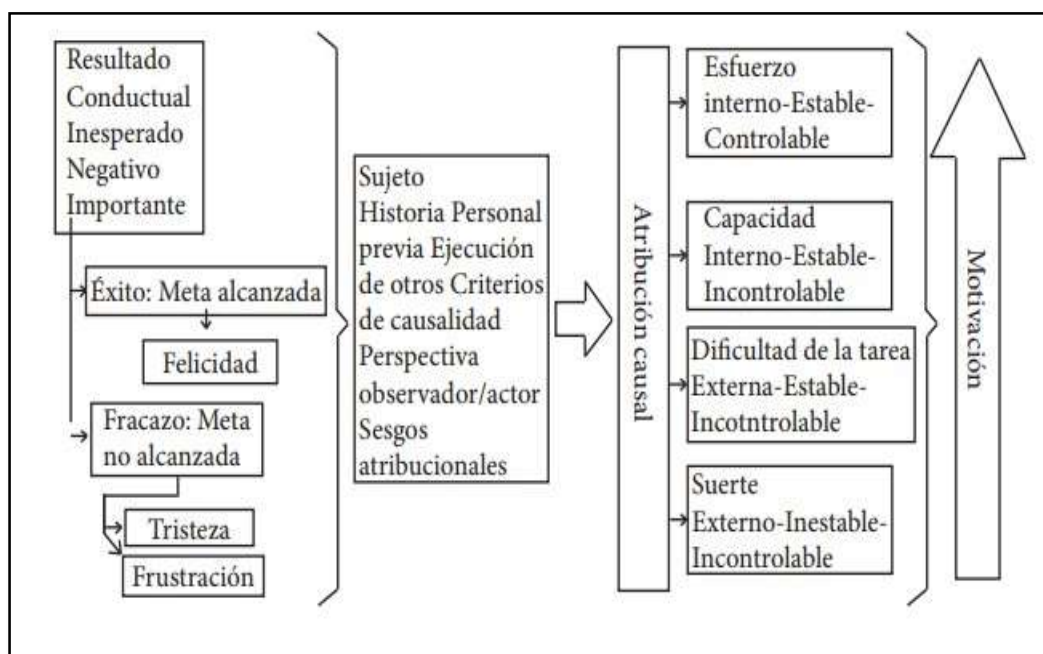 Resultado
Conductual
Inesperado
Negativo
Importante
Éxito: Meta alcanzada
Felicidad
Fracazo: Meta
no alcanzada
Tristeza
Frustración
Sujeto
Historia Personal
previa Ejecución
de otros Criterios
de causalidad
Perspectiva
observador/actor
Sesgos
atribucionales
Atribución causal
Esfuerzo
interno-Estable-
Controlable
Capacidad
Interno-Estable-
Incontrolable
Dificultad de la tarea
Externa-Estable-
Incotntrolable
Suerte
Externo-Inestable-
Incontrolable
Motivación